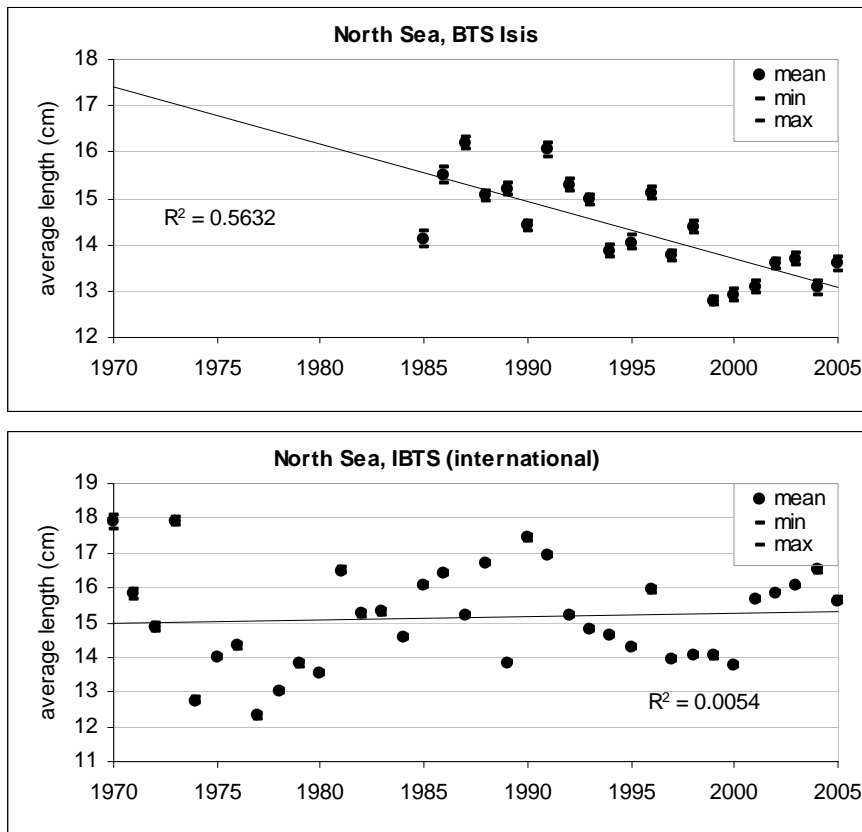 North Sea, BTS Isis
18
17
16
15
14
13
12
average length (cm)
mean
min
max
R² = 0.5632
1970 1975 1980 1985 1990 1995 2000 2005
North Sea, IBTS (international)
19
18
17
16
15
14
13
12
11
average length (cm)
mean
min
max
R² = 0.0054
1970 1975 1980 1985 1990 1995 2000 2005